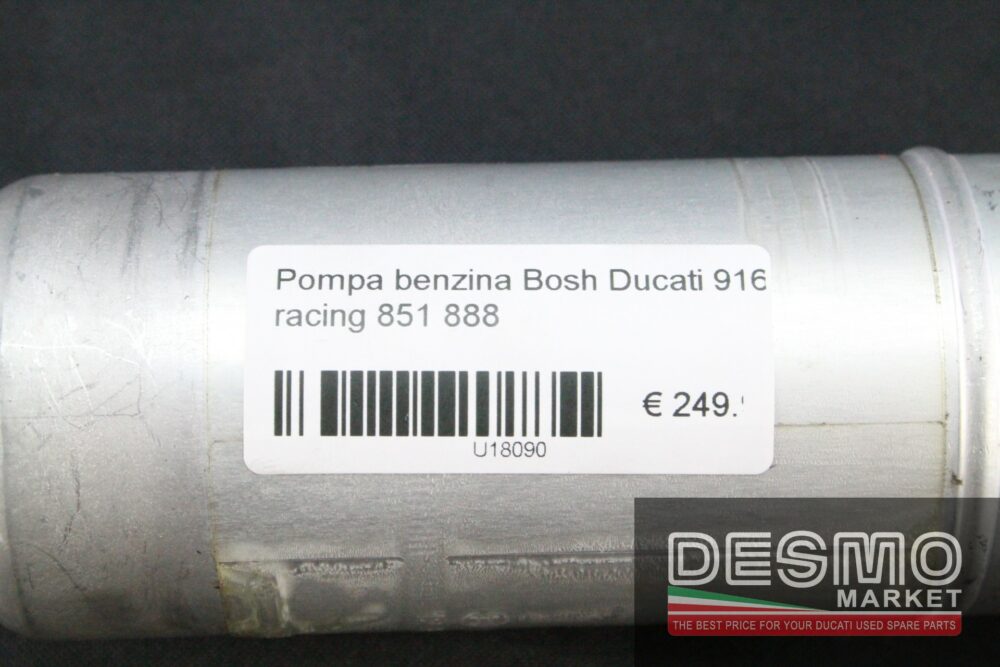 Pompa benzina Bosh Ducati 916
racing 851 888
€ 249.
U18090
DESMO
MARKET
THE BEST PRICE FOR YOUR DUCATI USED SPARE PARTS